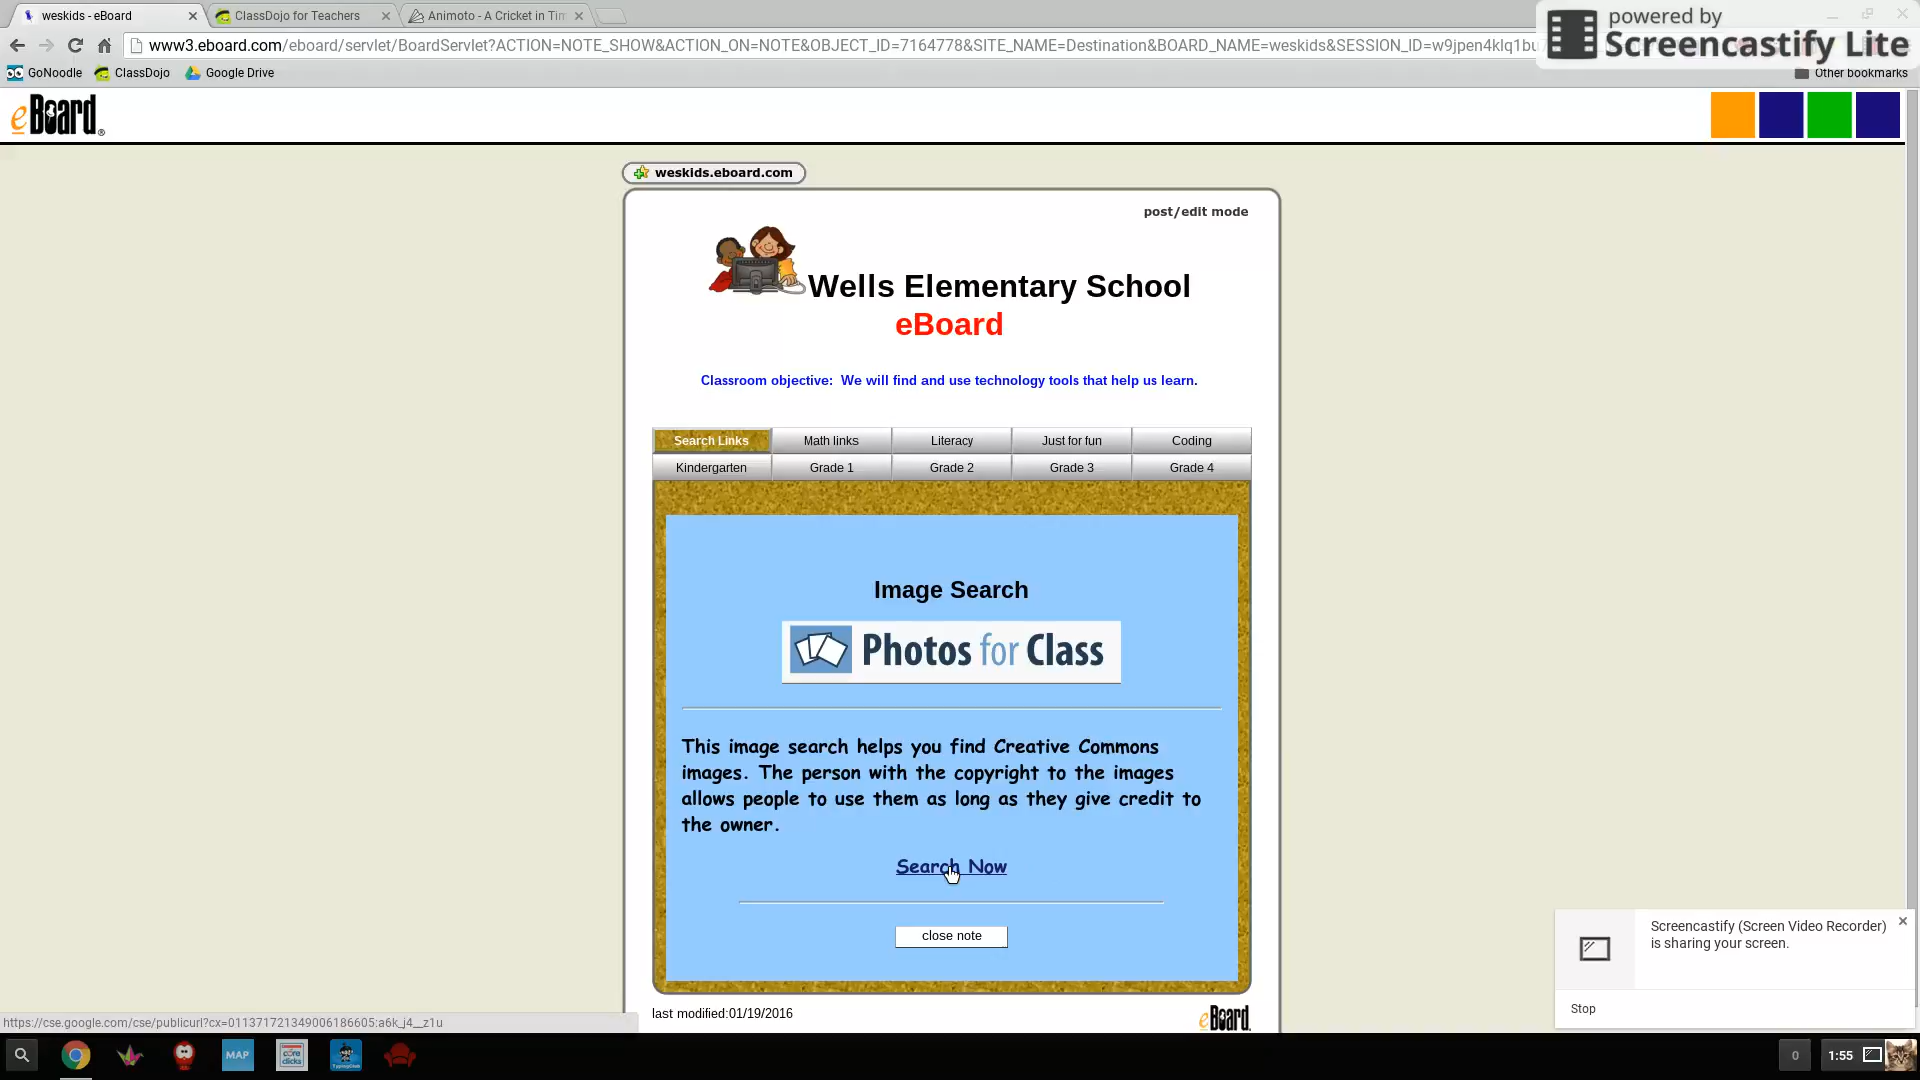 weskids - eBoard
ClassDojo for Teachers
Animoto - A Cricket in Tim
powered by
Screencastify Lite
www3.eboard.com/eboard/servlet/BoardServlet?ACTION=NOTE_SHOW&ACTION_ON=NOTE&OBJECT_ID=7164778&SITE_NAME=Destination&BOARD_NAME=weskids&SESSION_ID=w9jpen4klq1bu
GoNoodle ClassDojo Google Drive Other bookmarks
eBoard®
weskids.eboard.com
post/edit mode
Wells Elementary School
eBoard
Classroom objective: We will find and use technology tools that help us learn.
Search Links Math links Literacy Just for fun Coding
Kindergarten Grade 1 Grade 2 Grade 3 Grade 4
Image Search
Photos for Class
This image search helps you find Creative Commons
images. The person with the copyright to the images
allows people to use them as long as they give credit to
the owner.
Search Now
close note
Screencastify (Screen Video Recorder)
is sharing your screen.
Stop
last modified:01/19/2016
eBoard
https://cse.google.com/cse/publicurl?cx=011371721349006186605:a6k_j4__z1u
MAP
core clicks
0
1:55